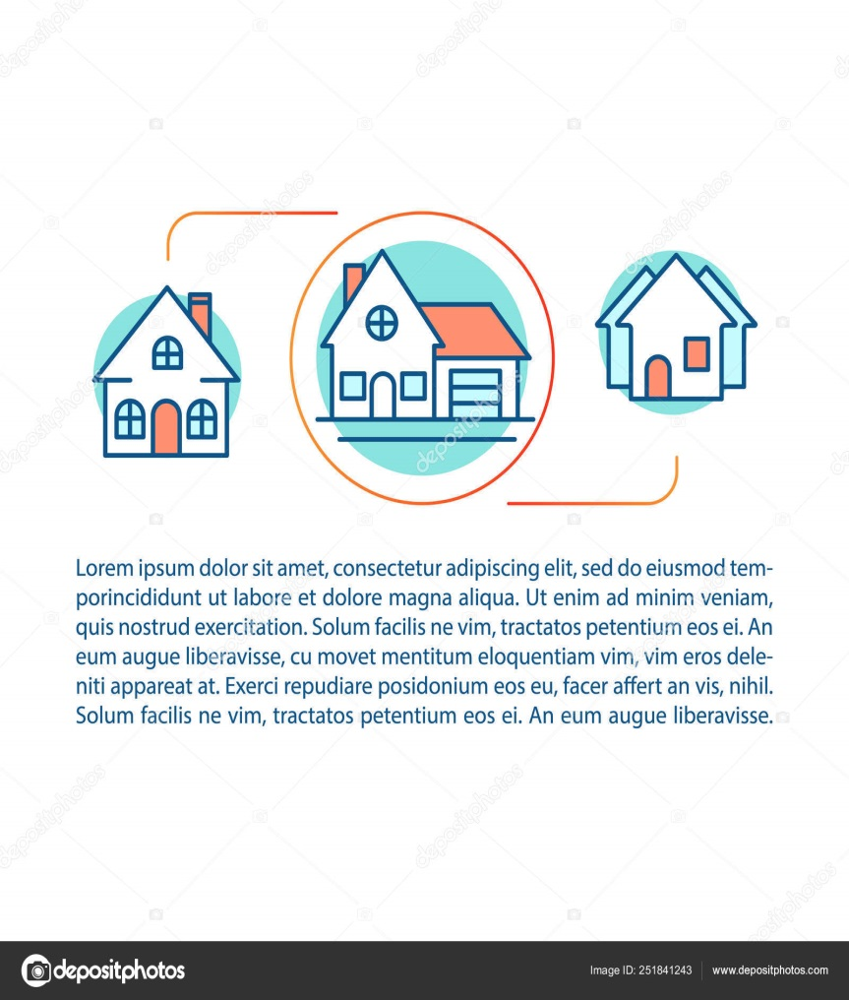 Lorem ipsum dolor sit amet, consectetur adipiscing elit, sed do eiusmod tem-
porincididunt ut labore et dolore magna aliqua. Ut enim ad minim veniam,
quis nostrud exercitation. Solum facilis ne vim, tractatos petentium eos ei. An
eum augue liberavisse, cu movet mentitum eloquentiam vim, vim eros dele-
niti appareat at. Exerci repudiare posidonium eos eu, facer affert an vis, nihil.
Solum facilis ne vim, tractatos petentium eos ei. An eum augue liberavisse.
depositphotos Image ID: 251841243 www.depositphotos.com